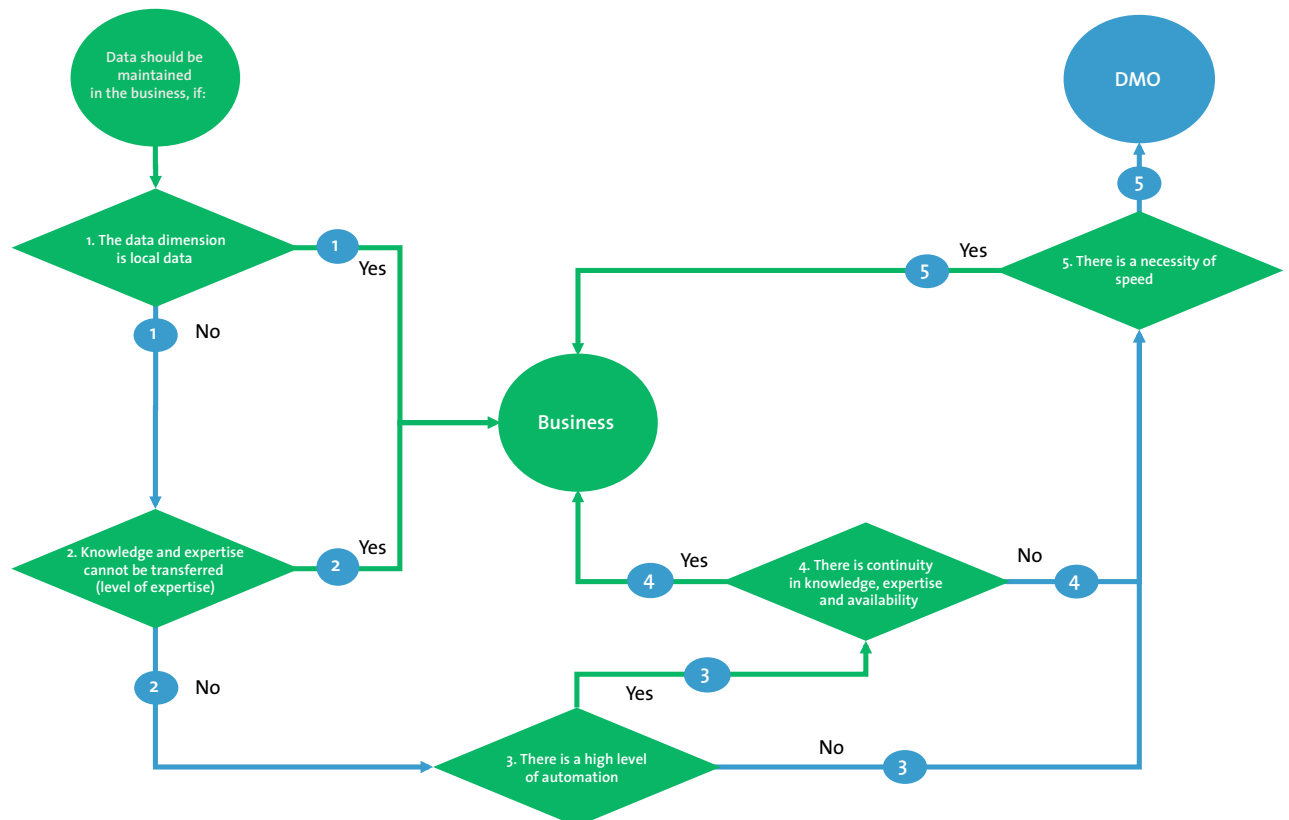 Data should be
maintained
in the business, if:
DMO
5
1. The data dimension
is local data
1
Yes
Yes
5
5. There is a necessity of
speed
1
No
Business
2. Knowledge and expertise
cannot be transferred
(level of expertise)
Yes
2
Yes
4
4. There is continuity
in knowledge, expertise
and availability
No
4
2
No
3
Yes
3. There is a high level
of automation
No
3